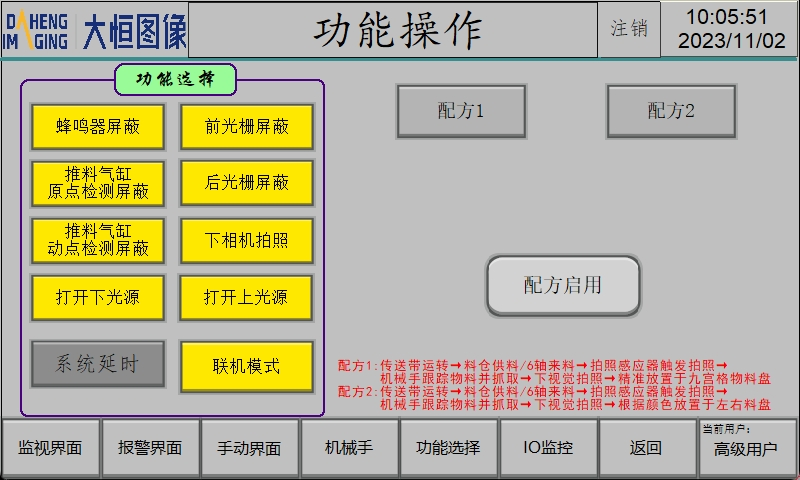 DAHENG
IMAGING
大恒图像
功能操作
注销
10:05:51
2023/11/02
功能选择
蜂鸣器屏蔽
前光栅屏蔽
推料气缸
原点检测屏蔽
后光栅屏蔽
推料气缸
动点检测屏蔽
下相机拍照
打开下光源
打开上光源
系统延时
联机模式
配方1
配方2
配方启用
配方1:传送带运转→料仓供料/6轴来料→拍照感应器触发拍照→
机械手跟踪物料并抓取→下视觉拍照→精准放置于九宫格物料盘
配方2:传送带运转→料仓供料/6轴来料→拍照感应器触发拍照→
机械手跟踪物料并抓取→下视觉拍照→根据颜色放置于左右料盘
监视界面
报警界面
手动界面
机械手
功能选择
IO监控
返回
当前用户:
高级用户